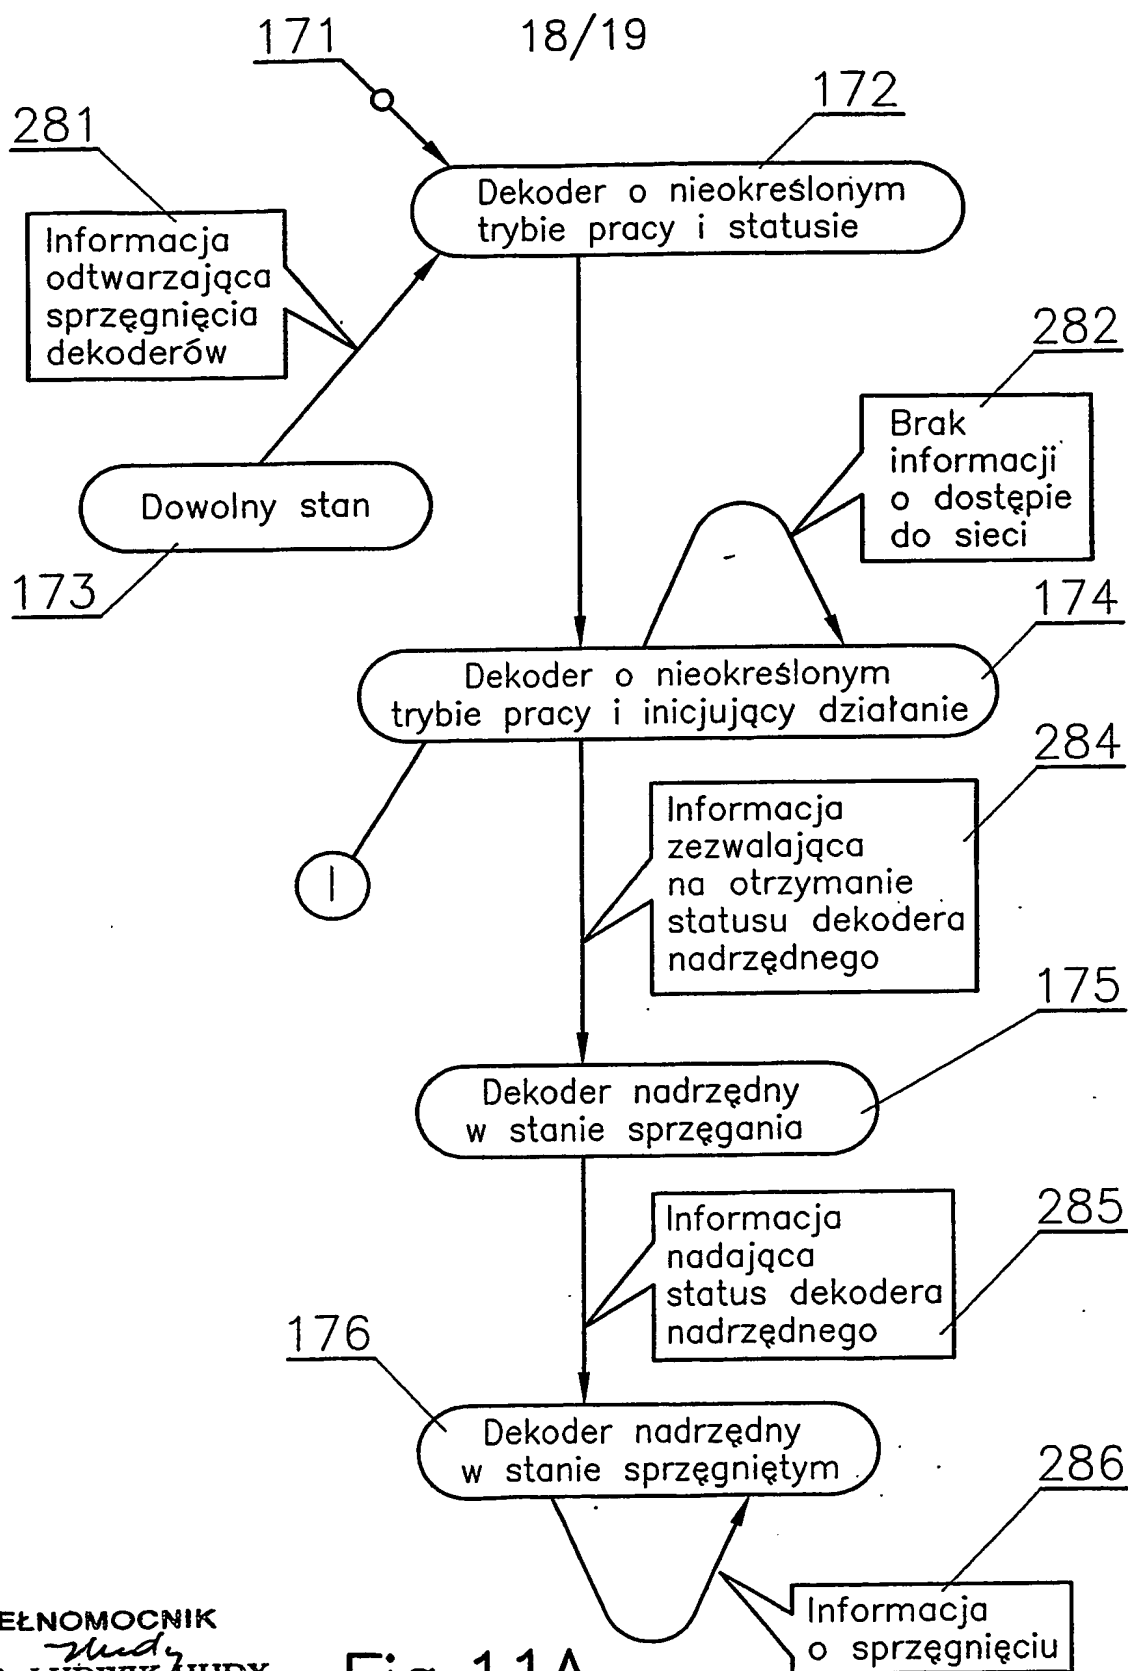 18/19
171
172
281
Dekoder o nieokreślonym
trybie pracy i statusie
Informacja
odtwarzająca
sprzęgnięcia
dekoderów
282
Brak
informacji
o dostępie
do sieci
Dowolny stan
173
174
Dekoder o nieokreślonym
trybie pracy i inicjujący działanie
284
Informacja
zezwalająca
na otrzymanie
statusu dekodera
nadrzędnego
I
175
Dekoder nadrzędny
w stanie sprzęgania
285
Informacja
nadająca
status dekodera
nadrzędnego
176
Dekoder nadrzędny
w stanie sprzęgniętym
286
Informacja
o sprzęgnięciu
EŁNOMOCNIK
Fig. 11A